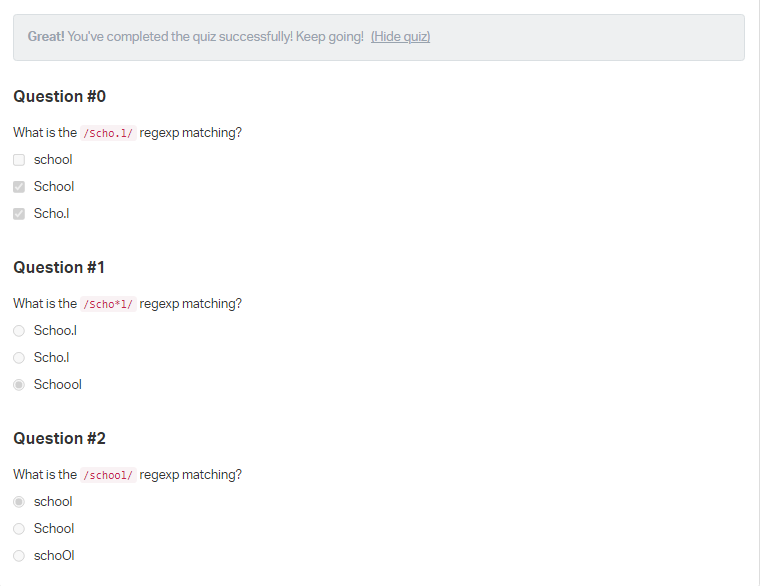 Great! You've completed the quiz successfully! Keep going! (Hide quiz)
Question #0
What is the /Scho.l/ regexp matching?
school
School
Scho.l
Question #1
What is the /Scho*l/ regexp matching?
Schoo.l
Scho.l
Schoool
Question #2
What is the /school/ regexp matching?
school
School
schoOl